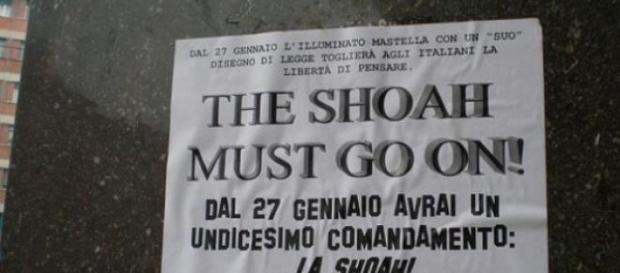 DAL 27 GENNAIO L'ILLUMINATO MASTELLA CON UN "SUO"
DISEGNO DI LEGGE TOGLIERÀ AGLI ITALIANI LA
LIBERTÀ DI PENSARE.
THE SHOAH
MUST GO ON!
DAL 27 GENNAIO AVRAI UN
UNDICESIMO COMANDAMENTO:
LA SHOAH!